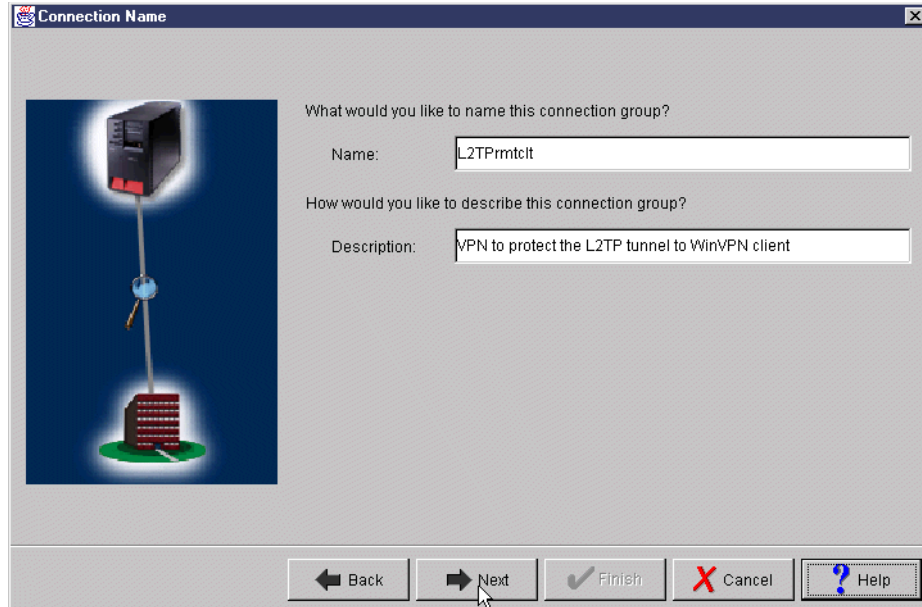 Connection Name
What would you like to name this connection group?
Name: L2TPrmtclt
How would you like to describe this connection group?
Description: VPN to protect the L2TP tunnel to WinVPN client
Back Next Finish Cancel Help